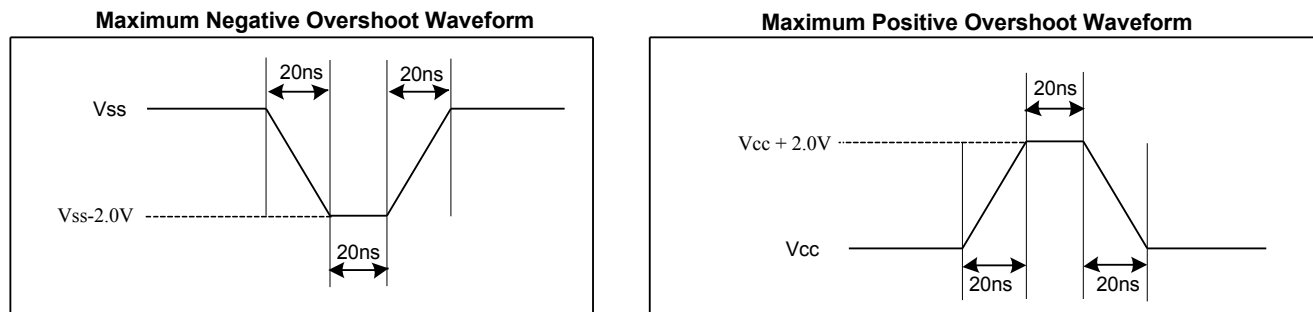 Maximum Negative Overshoot Waveform
20ns
20ns
Vss
Vss-2.0V
20ns
Maximum Positive Overshoot Waveform
20ns
Vcc + 2.0V
Vcc
20ns
20ns